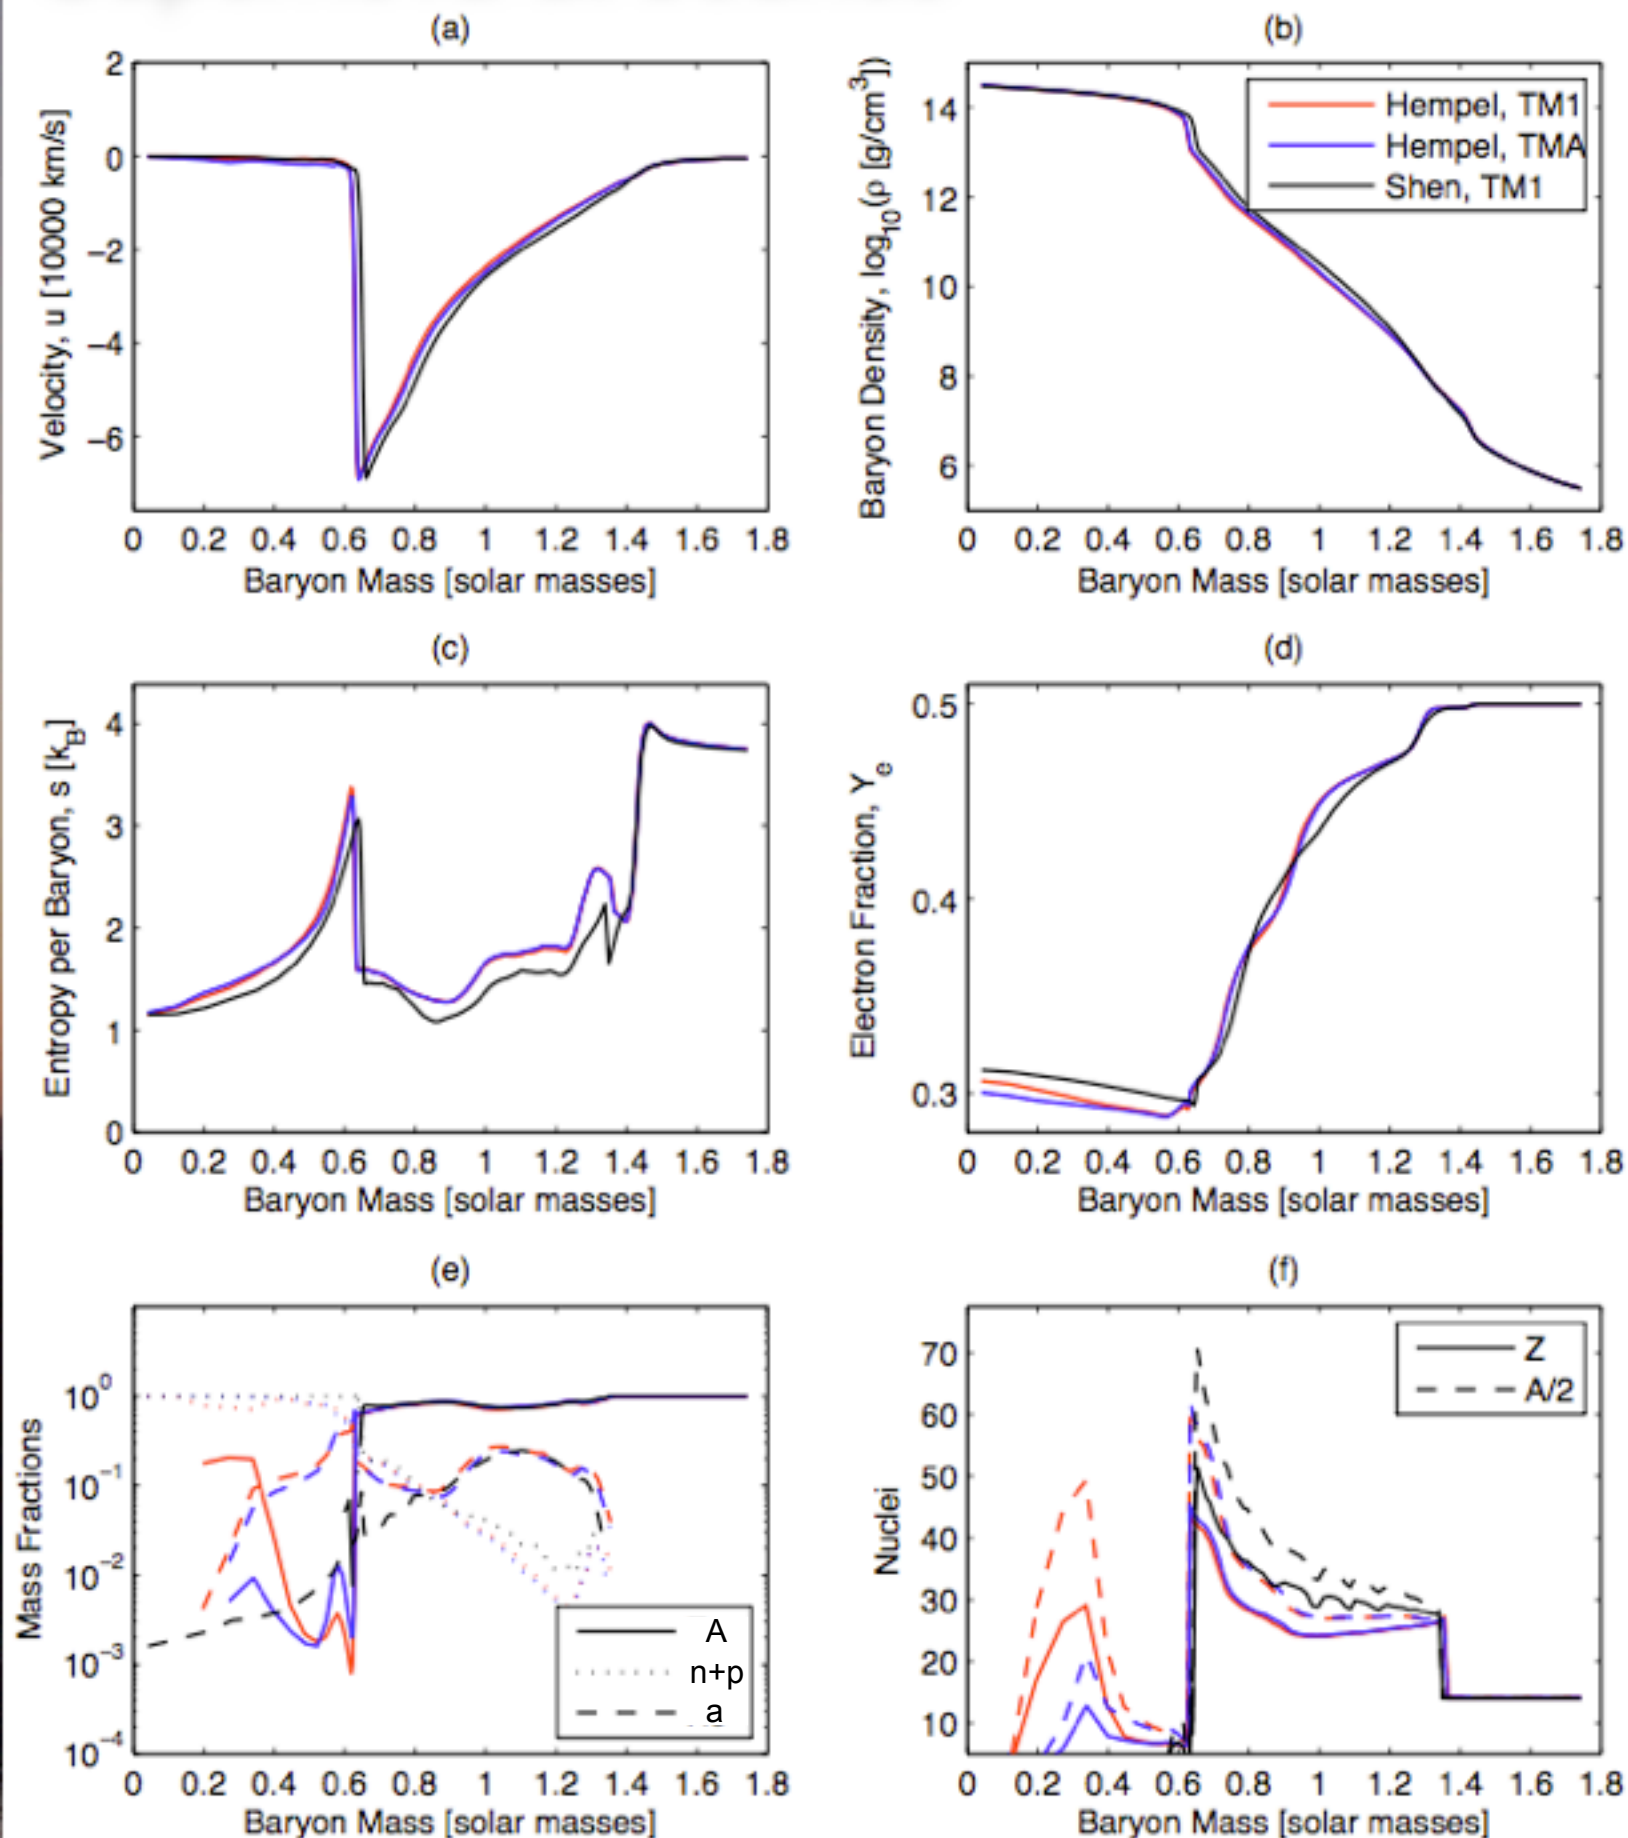 (a)
2
0
−2
−4
−6
Velocity, u [10000 km/s]
0 0.2 0.4 0.6 0.8 1 1.2 1.4 1.6 1.8
Baryon Mass [solar masses]
(b)
14
12
10
8
6
Baryon Density, log10(ρ [g/cm3])
Hempel, TM1
Hempel, TMA
Shen, TM1
0 0.2 0.4 0.6 0.8 1 1.2 1.4 1.6 1.8
Baryon Mass [solar masses]
(c)
4
3
2
1
0
Entropy per Baryon, s [kB]
0 0.2 0.4 0.6 0.8 1 1.2 1.4 1.6 1.8
Baryon Mass [solar masses]
(d)
0.5
0.4
0.3
Electron Fraction, Ye
0 0.2 0.4 0.6 0.8 1 1.2 1.4 1.6 1.8
Baryon Mass [solar masses]
(e)
10^0
10^−1
10^−2
10^−3
10^−4
Mass Fractions
A
n+p
a
0 0.2 0.4 0.6 0.8 1 1.2 1.4 1.6 1.8
Baryon Mass [solar masses]
(f)
70
60
50
40
30
20
10
Nuclei
Z
A/2
0 0.2 0.4 0.6 0.8 1 1.2 1.4 1.6 1.8
Baryon Mass [solar masses]